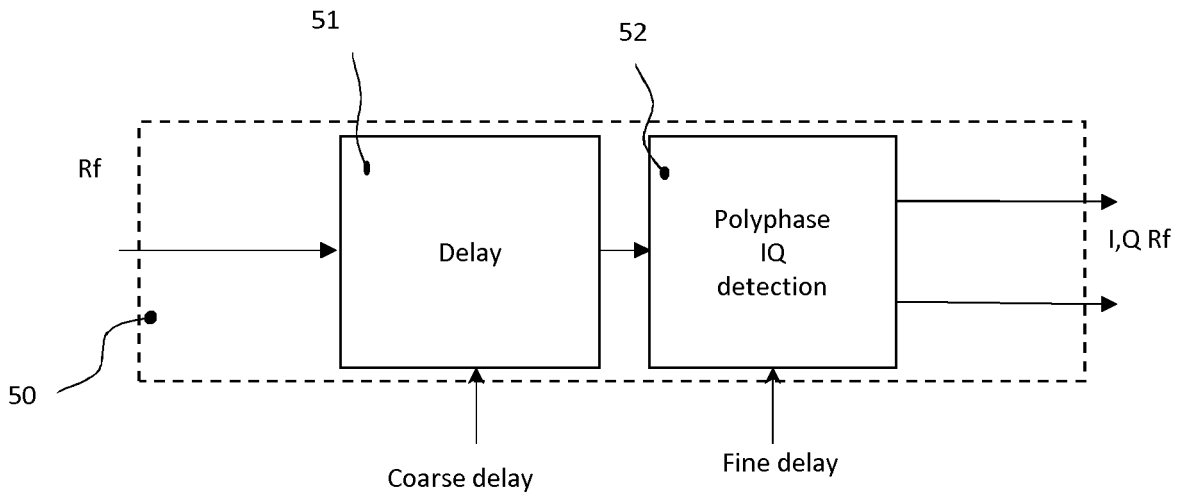 51
52
Rf
Delay
Polyphase
IQ
detection
I,Q Rf
50
Coarse delay
Fine delay